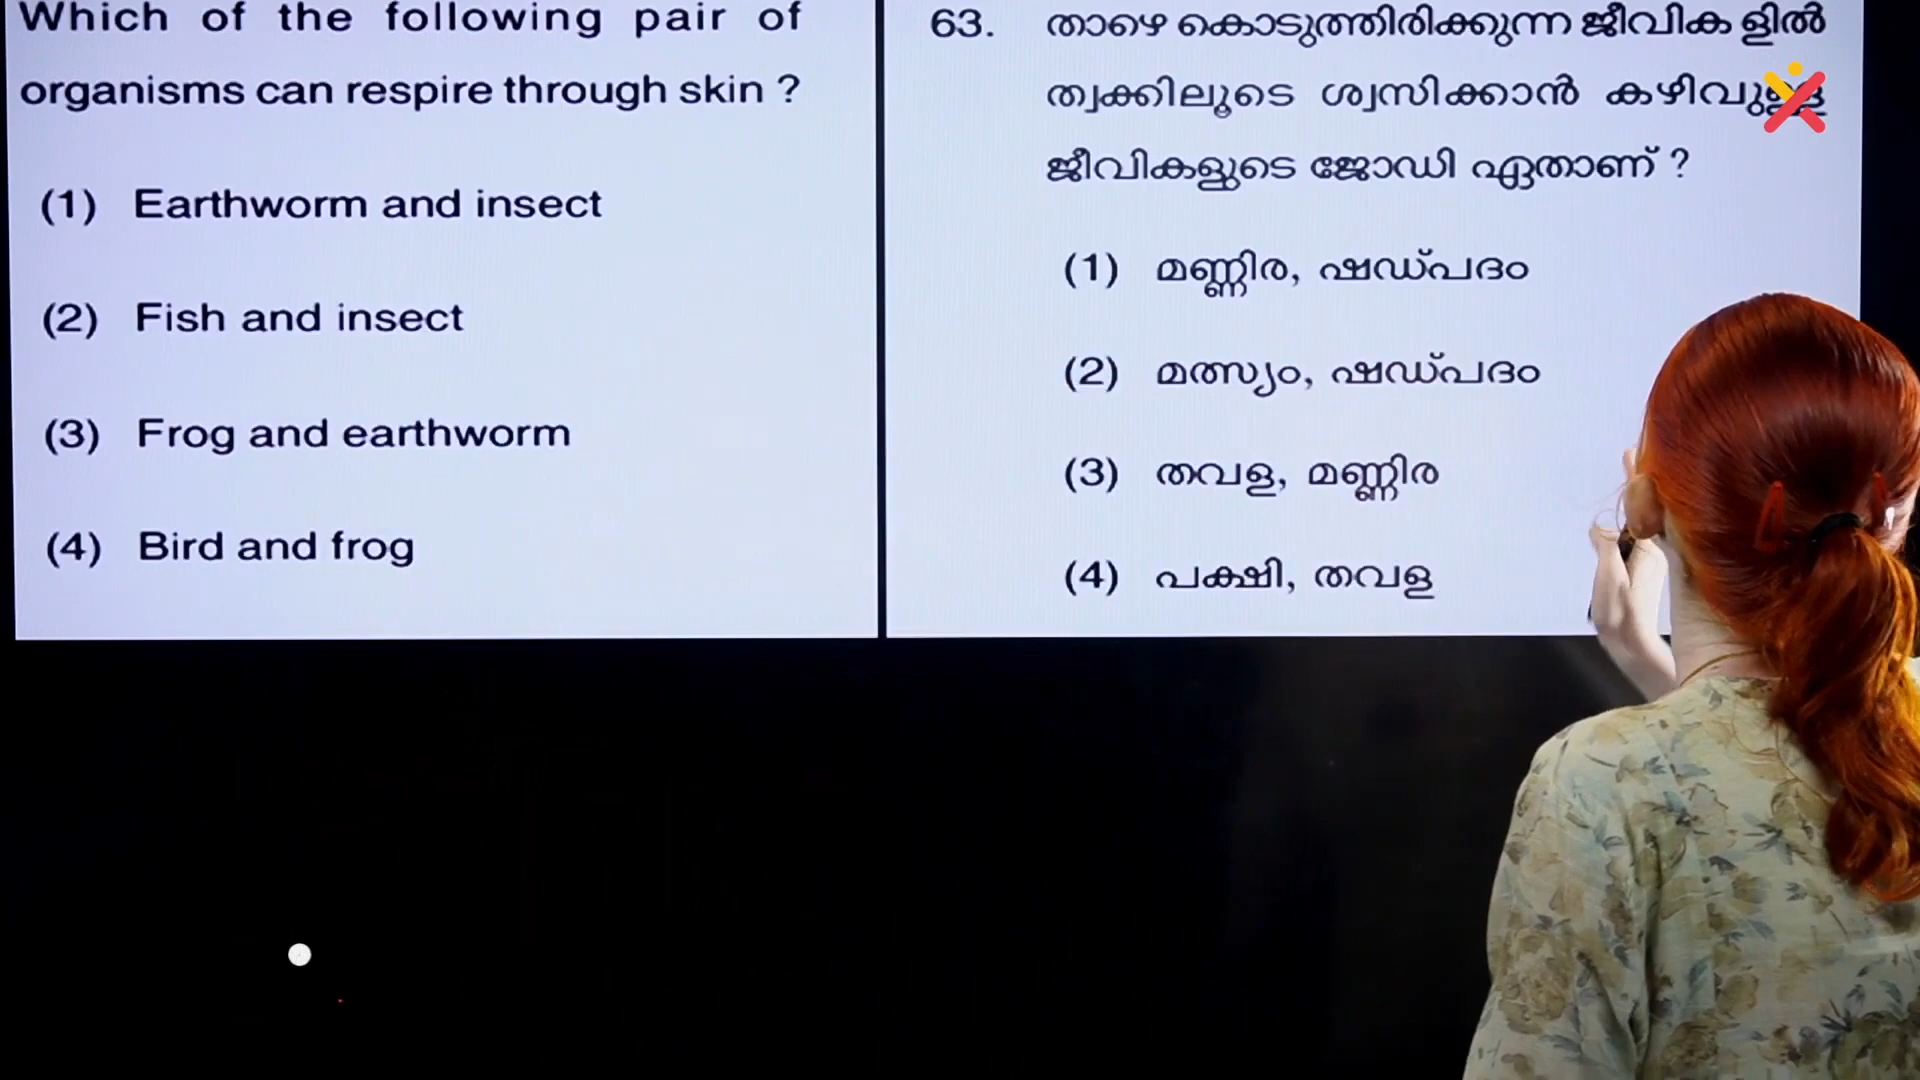 Which of the following pair of
organisms can respire through skin ?
(1) Earthworm and insect
(2) Fish and insect
(3) Frog and earthworm
(4) Bird and frog
63. താഴെ കൊടുത്തിരിക്കുന്ന ജീവിക ളിൽ
ത്വക്കിലൂടെ ശ്വസിക്കാൻ കഴിവുള്ള
ജീവികളുടെ ജോഡി ഏതാണ് ?
(1) മണ്ണിര, ഷഡ്പദം
(2) മത്സ്യം, ഷഡ്പദം
(3) തവള, മണ്ണിര
(4) പക്ഷി, തവള